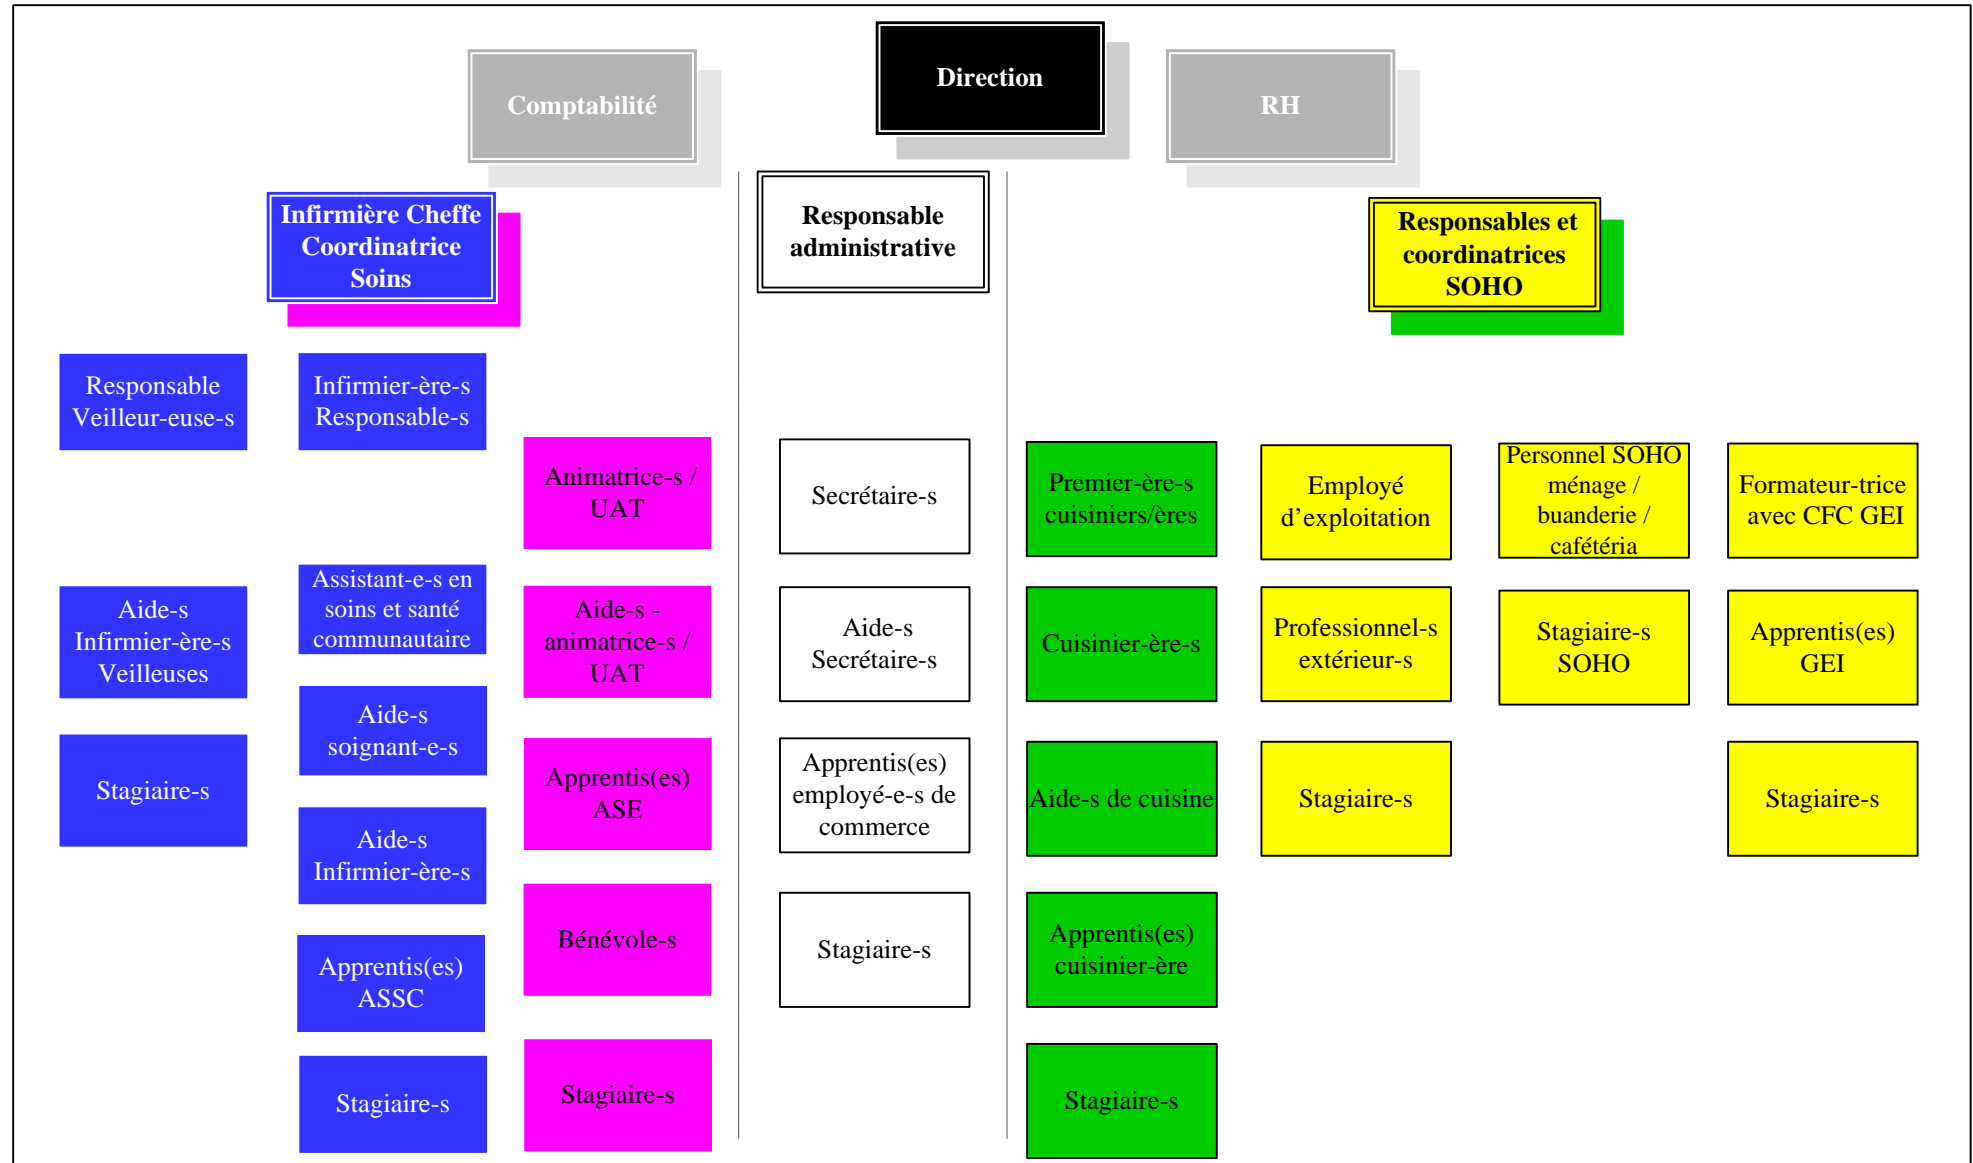 Direction
Comptabilité
RH
Infirmière Cheffe
Coordinatrice
Soins
Responsable
administrative
Responsables et
coordinatrices
SOHO
Responsable
Veilleur-euse-s
Aide-s
Infirmier-ère-s
Veilleuses
Stagiaire-s
Infirmier-ère-s
Responsable-s
Assistant-e-s en
soins et santé
communautaire
Aide-s
soignant-e-s
Aide-s
Infirmier-ère-s
Apprentis(es)
ASSC
Stagiaire-s
Animatrice-s /
UAT
Aide-s -
animatrice-s /
UAT
Apprentis(es)
ASE
Bénévole-s
Stagiaire-s
Secrétaire-s
Aide-s
Secrétaire-s
Apprentis(es)
employé-e-s de
commerce
Stagiaire-s
Premier-ère-s
cuisiniers/ères
Cuisinier-ère-s
Aide-s de cuisine
Apprentis(es)
cuisinier-ère
Stagiaire-s
Employé
d’exploitation
Professionnel-s
extérieur-s
Stagiaire-s
Personnel SOHO
ménage /
buanderie /
cafétéria
Stagiaire-s
SOHO
Formateur-trice
avec CFC GEI
Apprentis(es)
GEI
Stagiaire-s